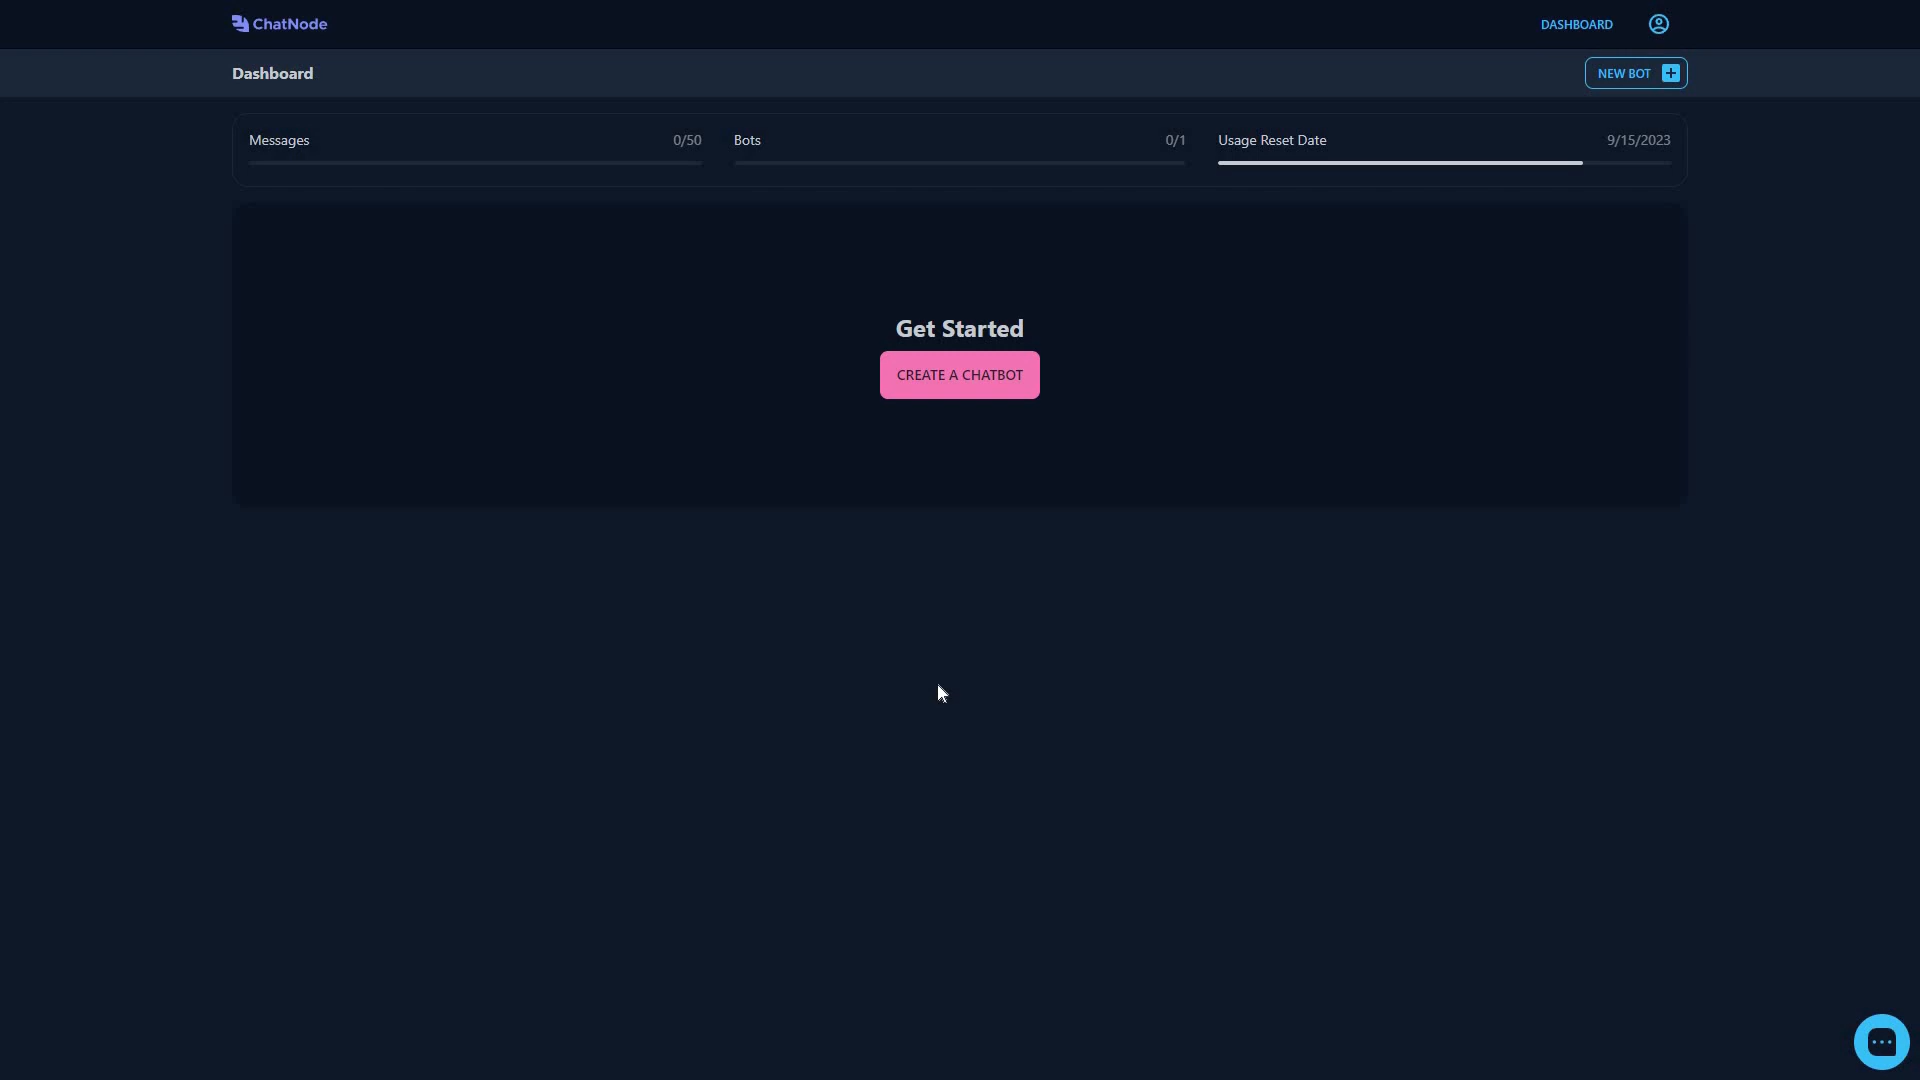 ChatNode
DASHBOARD
Dashboard
NEW BOT
Messages 0/50
Bots 0/1
Usage Reset Date 9/15/2023
Get Started
CREATE A CHATBOT